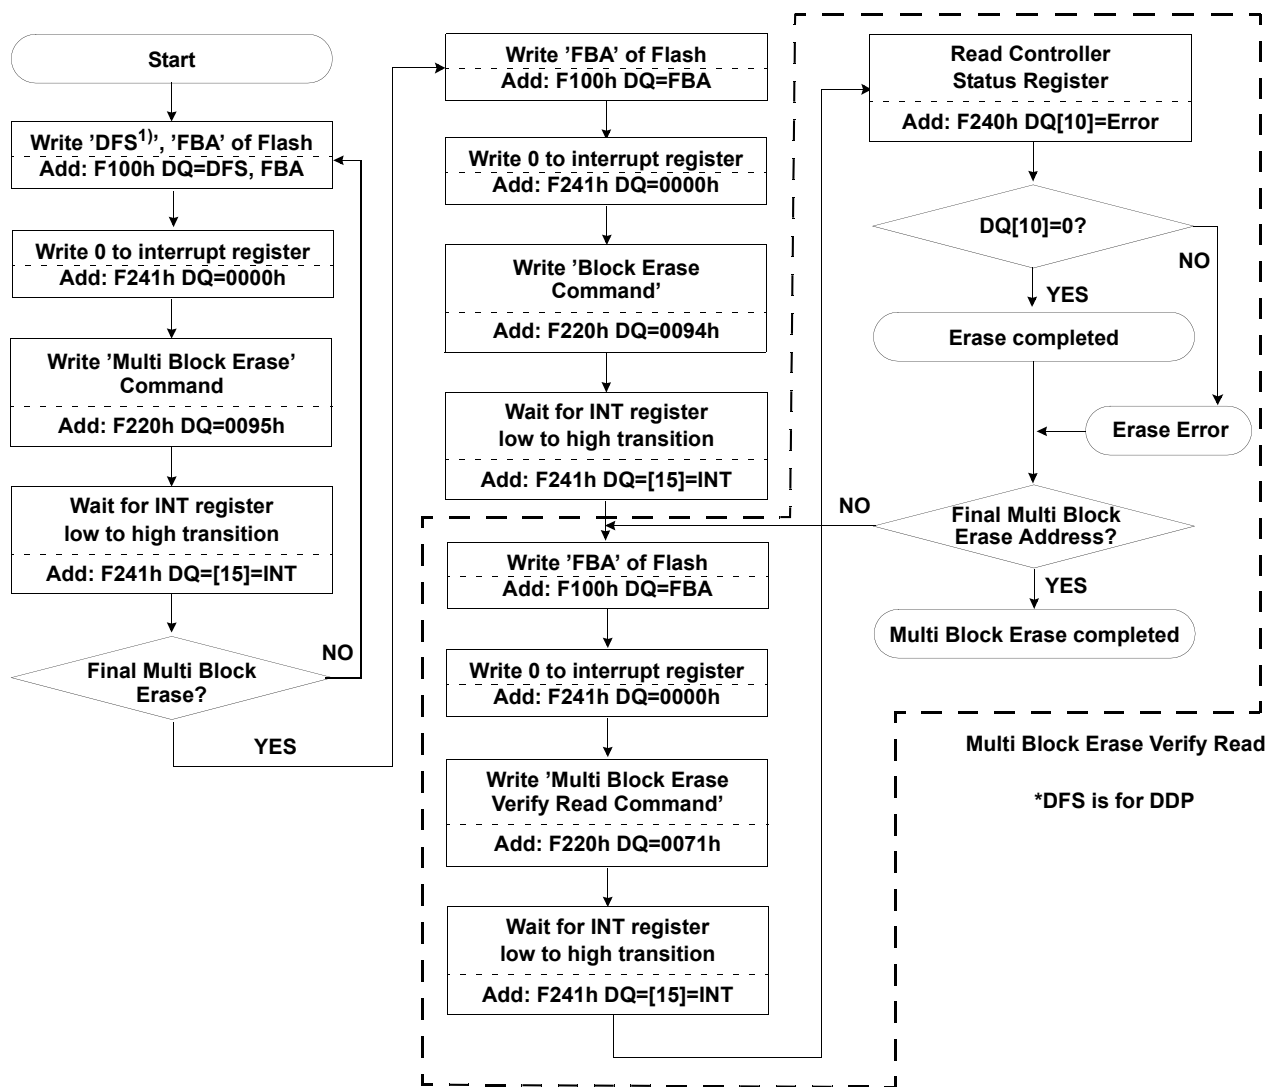 Start
Write ’DFS1)’, ’FBA’ of Flash
Add: F100h DQ=DFS, FBA
Write 0 to interrupt register
Add: F241h DQ=0000h
Write ’Multi Block Erase’
Command
Add: F220h DQ=0095h
Wait for INT register
low to high transition
Add: F241h DQ=[15]=INT
Final Multi Block
Erase?
NO
YES
Write ’FBA’ of Flash
Add: F100h DQ=FBA
Write 0 to interrupt register
Add: F241h DQ=0000h
Write ’Block Erase
Command’
Add: F220h DQ=0094h
Wait for INT register
low to high transition
Add: F241h DQ=[15]=INT
Write ’FBA’ of Flash
Add: F100h DQ=FBA
Write 0 to interrupt register
Add: F241h DQ=0000h
Write ’Multi Block Erase
Verify Read Command’
Add: F220h DQ=0071h
Wait for INT register
low to high transition
Add: F241h DQ=[15]=INT
Read Controller
Status Register
Add: F240h DQ[10]=Error
DQ[10]=0?
NO
YES
Erase completed
Erase Error
Final Multi Block
Erase Address?
NO
YES
Multi Block Erase completed
Multi Block Erase Verify Read
*DFS is for DDP